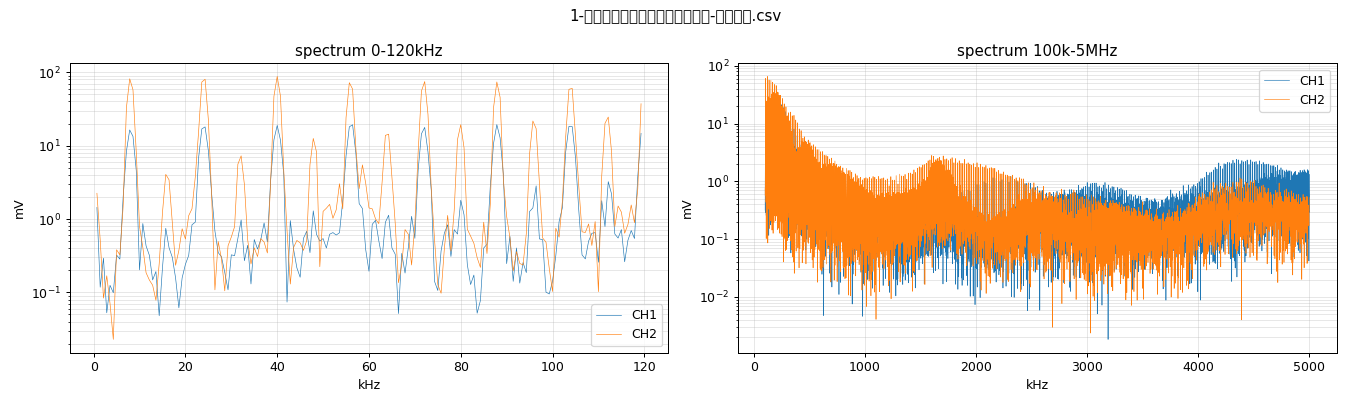 spectrum 0-120kHz
mV
10² 10¹ 10⁰ 10⁻¹
0 20 40 60 80 100 120
kHz
CH1
CH2
spectrum 100k-5MHz
mV
10² 10¹ 10⁰ 10⁻¹ 10⁻²
0 1000 2000 3000 4000 5000
kHz
CH1
CH2